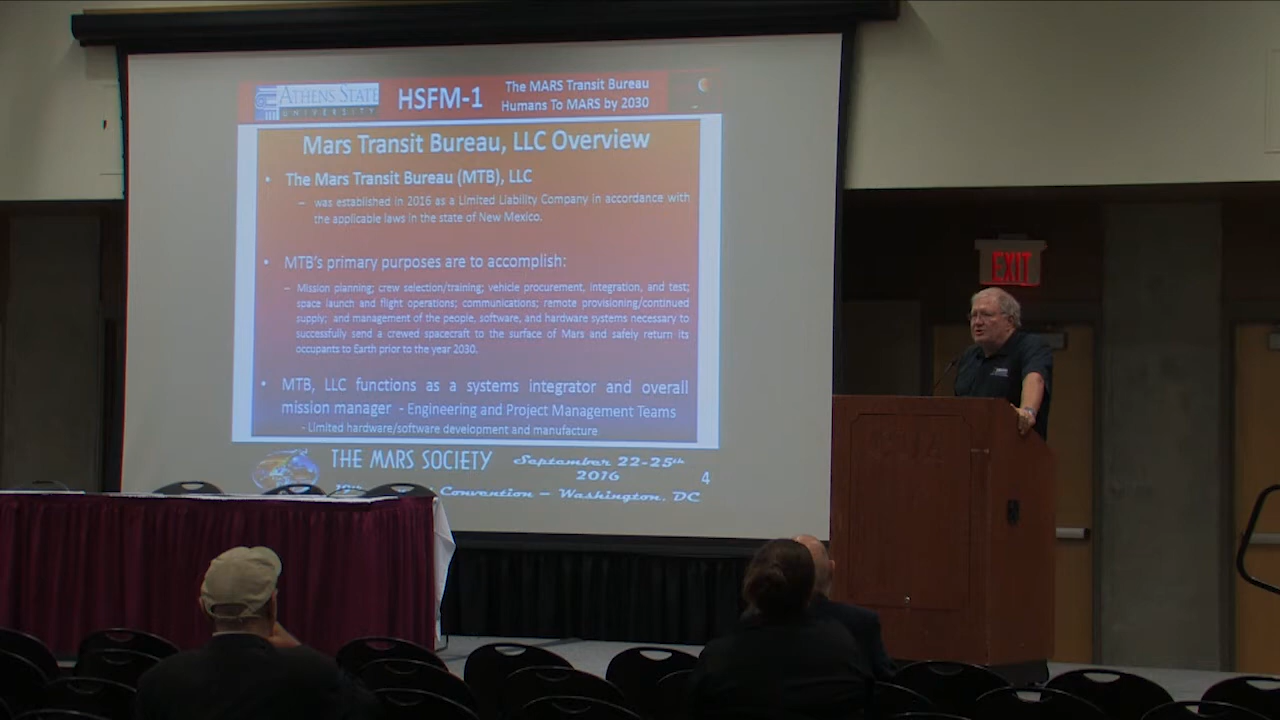 ATHENS STATE
UNIVERSITY
HSFM-1
The MARS Transit Bureau
Humans To MARS by 2030
Mars Transit Bureau, LLC Overview
• The Mars Transit Bureau (MTB), LLC
– was established in 2016 as a Limited Liability Company in accordance with
the applicable laws in the state of New Mexico.
• MTB's primary purposes are to accomplish:
– Mission planning; crew selection/training; vehicle procurement, integration, and test;
space launch and flight operations; communications; remote provisioning/continued
supply; and management of the people, software, and hardware systems necessary to
successfully send a crewed spacecraft to the surface of Mars and safely return its
occupants to Earth prior to the year 2030.
• MTB, LLC functions as a systems integrator and overall
mission manager - Engineering and Project Management Teams
- Limited hardware/software development and manufacture
THE MARS SOCIETY
September 22-25th
2016
Convention – Washington, DC
4
EXIT